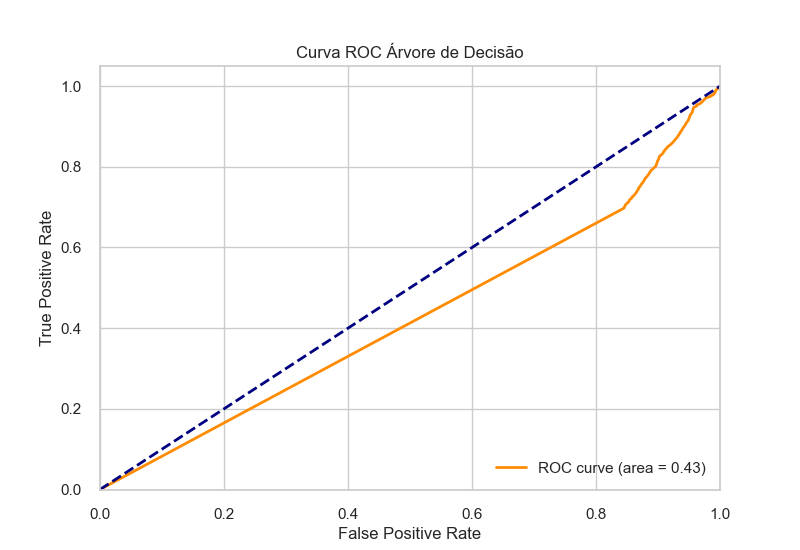 Curva ROC Árvore de Decisão
True Positive Rate
1.0
0.8
0.6
0.4
0.2
0.0
ROC curve (area = 0.43)
0.0 0.2 0.4 0.6 0.8 1.0
False Positive Rate